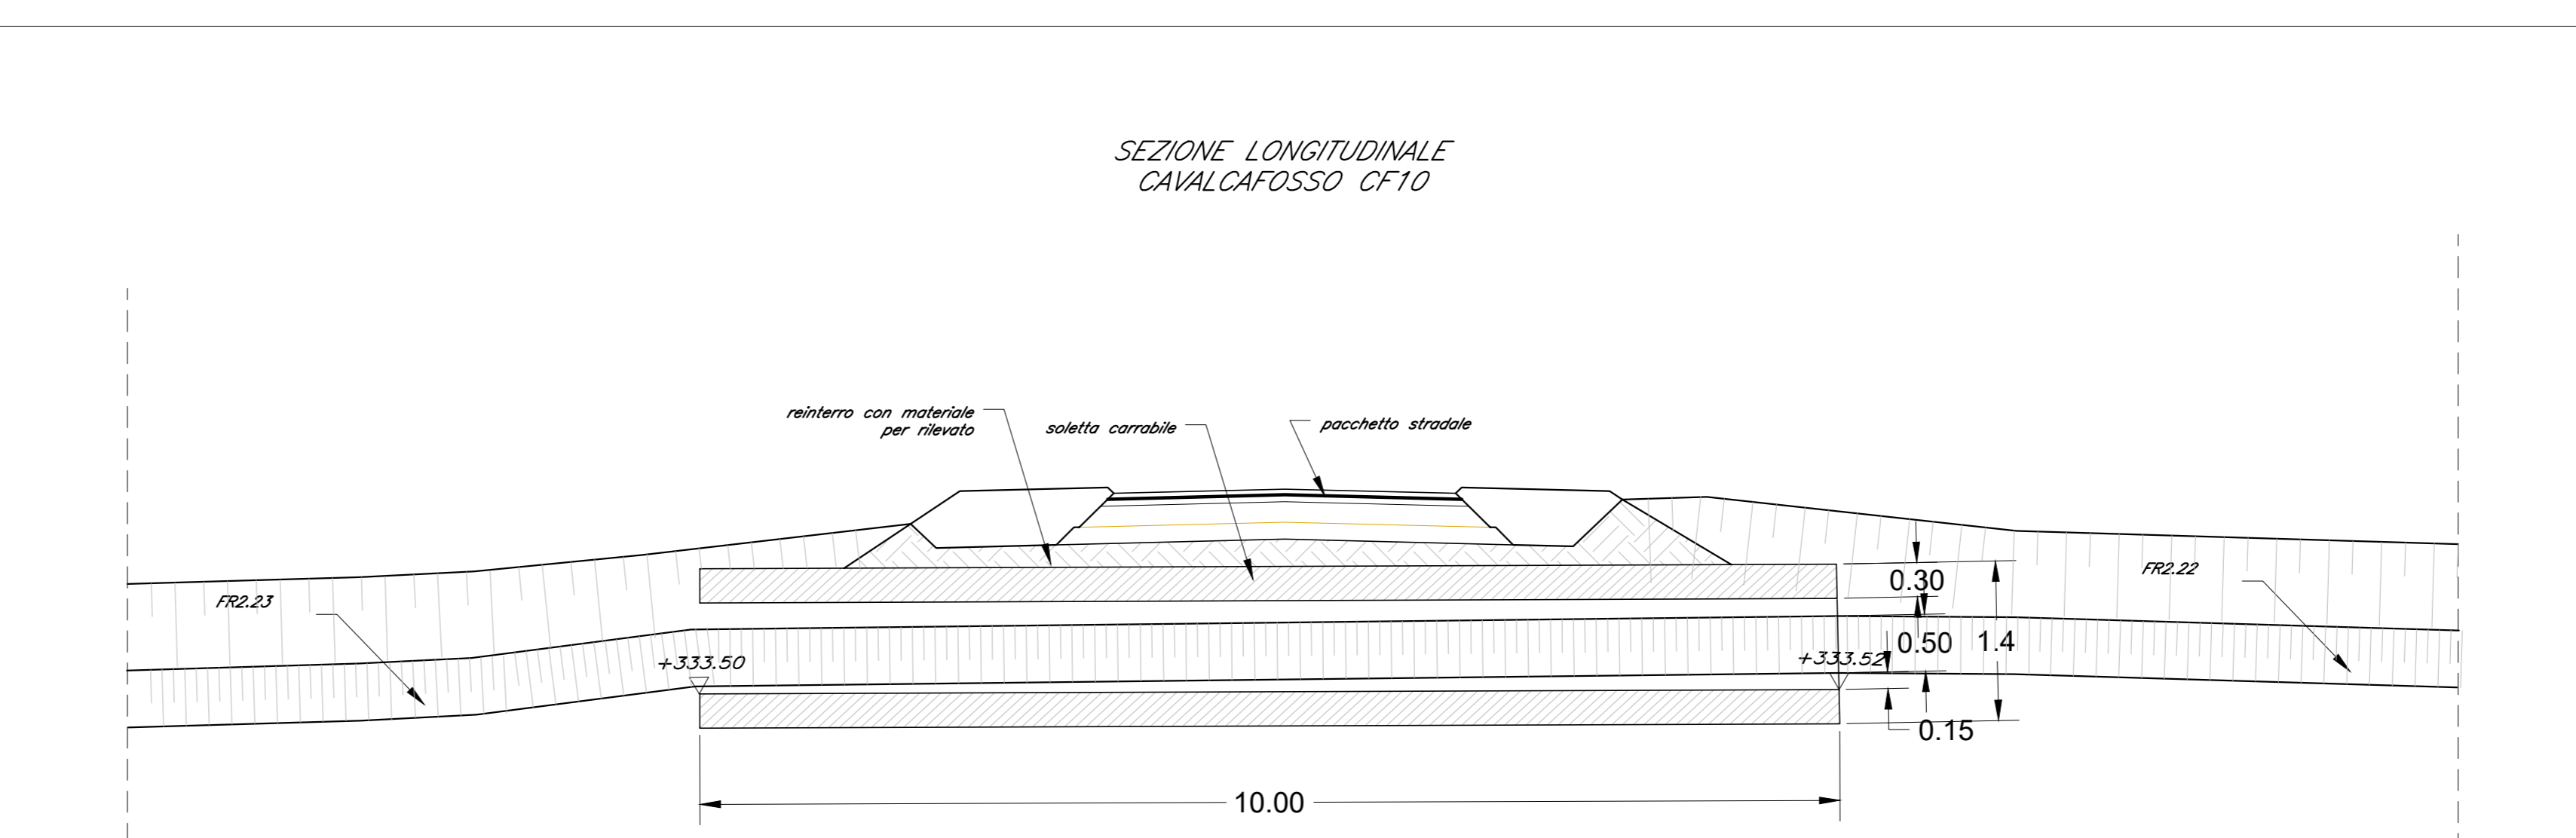 SEZIONE LONGITUDINALE
CAVALCAFOSSO CF10
reinterro con materiale
per rilevato
soletta carrabile
pacchetto stradale
FR2.23
FR2.22
0.30
0.50
1.4
+333.50
+333.52
0.15
10.00